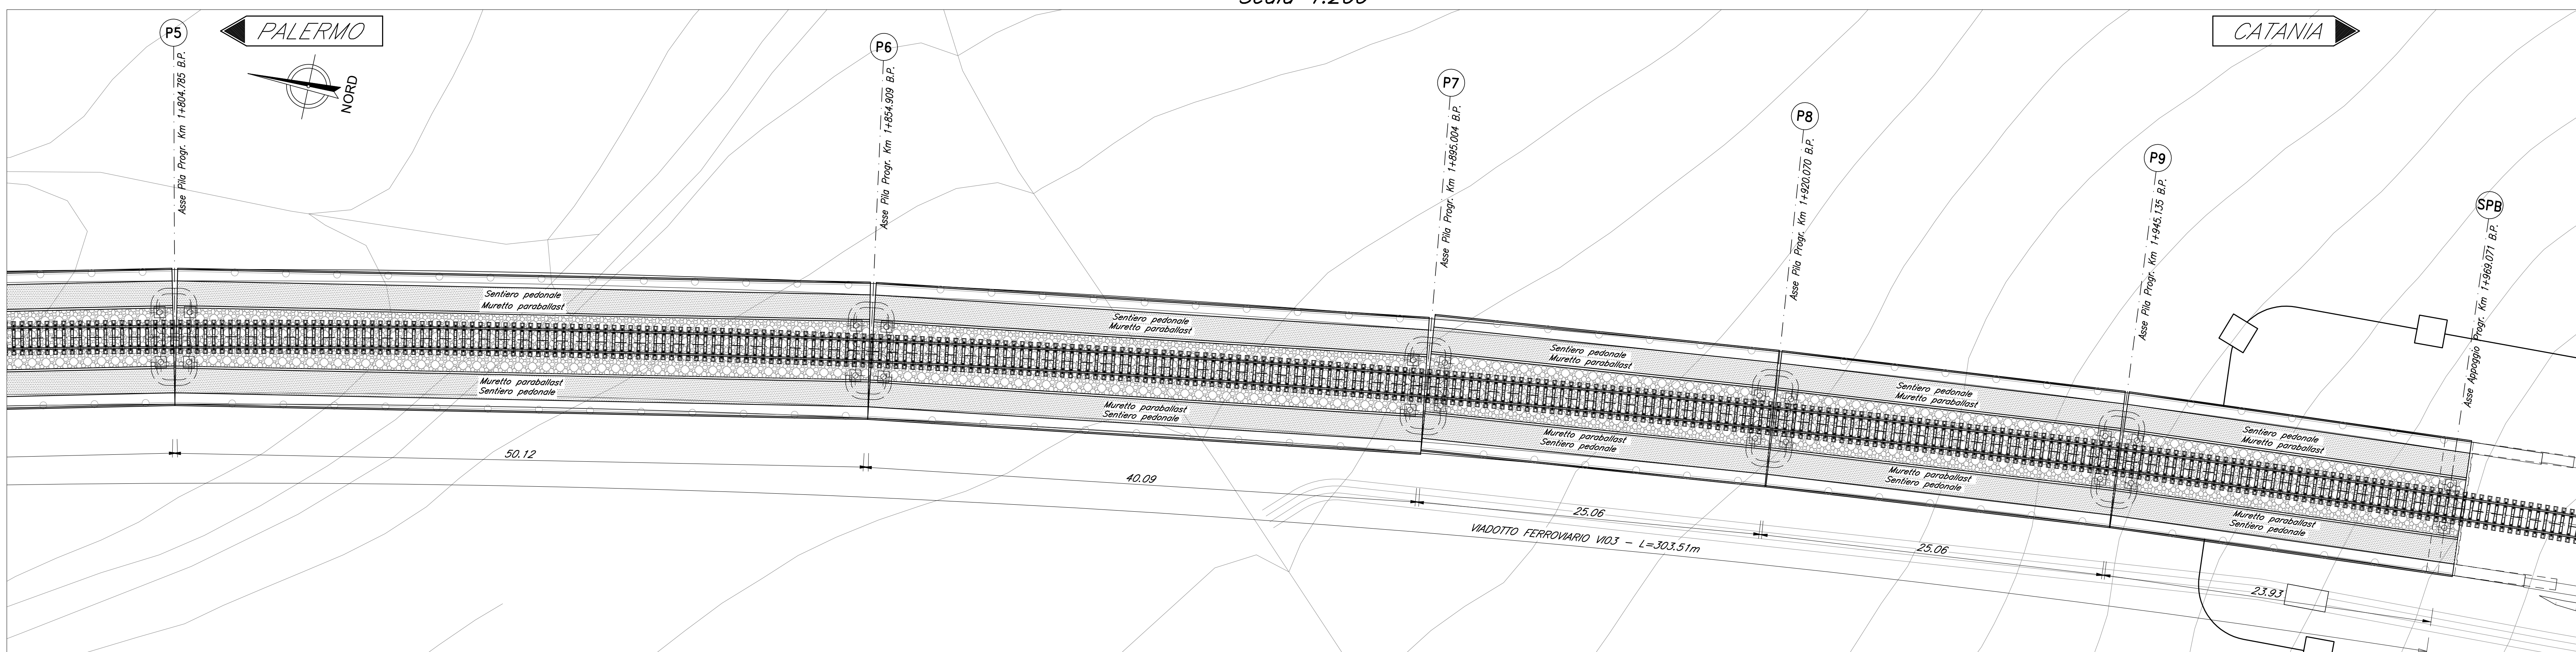 P5
PALERMO
NORD
P6
P7
P8
P9
CATANIA
SPB
Asse Pila Progr. Km 1+804.785 B.P.
Asse Pila Progr. Km 1+854.909 B.P.
Asse Pila Progr. Km 1+895.004 B.P.
Asse Pila Progr. Km 1+920.070 B.P.
Asse Pila Progr. Km 1+945.135 B.P.
Asse Appoggio Progr. Km 1+969.071 B.P.
Sentiero pedonale
Muretto paraballast
Muretto paraballast
Sentiero pedonale
Sentiero pedonale
Muretto paraballast
Muretto paraballast
Sentiero pedonale
Sentiero pedonale
Muretto paraballast
Muretto paraballast
Sentiero pedonale
Sentiero pedonale
Muretto paraballast
Muretto paraballast
Sentiero pedonale
Sentiero pedonale
Muretto paraballast
Muretto paraballast
Sentiero pedonale
50.12
40.09
25.06
25.06
23.93
VIADOTTO FERROVIARIO VI03 - L=303.51m